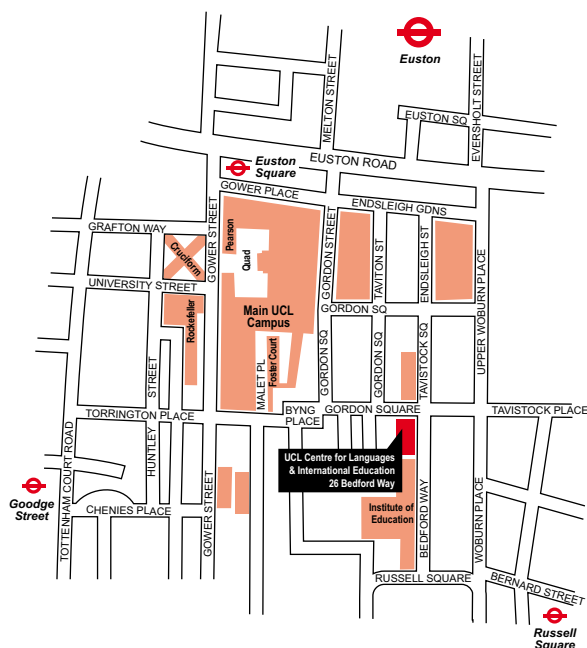 Euston
MELTON STREET
EVERSHOLT STREET
EUSTON SQ
EUSTON ROAD
Euston
Square
GOWER PLACE
ENDSLEIGH GDNS
GRAFTON WAY
GOWER STREET
Cruciform
Pearson
Quad
GORDON STREET
TAVITON ST
ENDSLEIGH ST
UPPER WOBURN PLACE
UNIVERSITY STREET
Rockefeller
Main UCL
Campus
GORDON SQ
GORDON SQ
GORDON SQ
TAVISTOCK SQ
MALET PL
Foster Court
HUNTLEY STREET
TORRINGTON PLACE
BYNG
PLACE
GORDON SQUARE
TAVISTOCK PLACE
TOTTENHAM COURT ROAD
UCL Centre for Languages
& International Education
26 Bedford Way
Goodge
Street
CHENIES PLACE
GOWER STREET
Institute of
Education
BEDFORD WAY
WOBURN PLACE
RUSSELL SQUARE
BERNARD STREET
Russell
Square